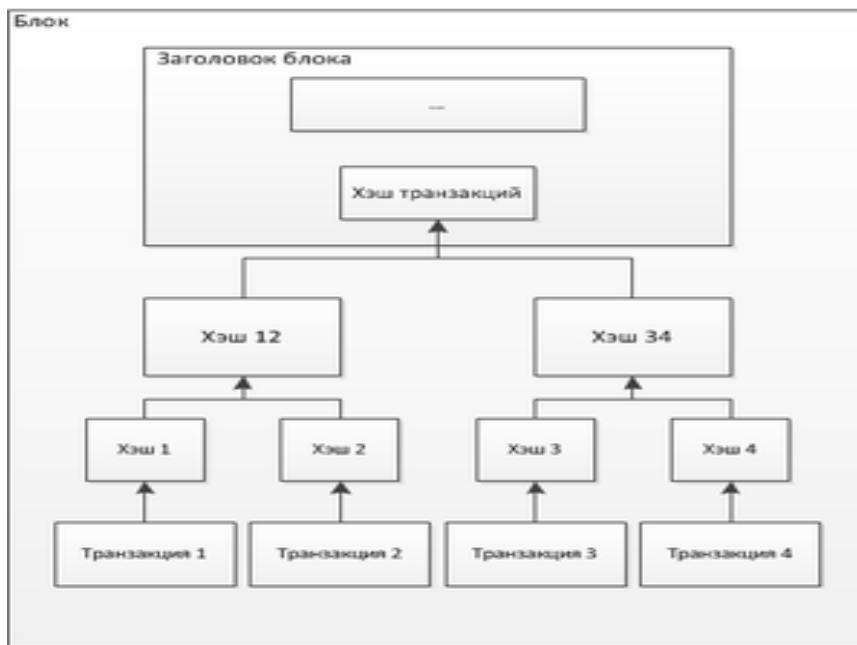 Блок
Заголовок блока
...
Хэш транзакций
Хэш 12
Хэш 34
Хэш 1
Хэш 2
Хэш 3
Хэш 4
Транзакция 1
Транзакция 2
Транзакция 3
Транзакция 4